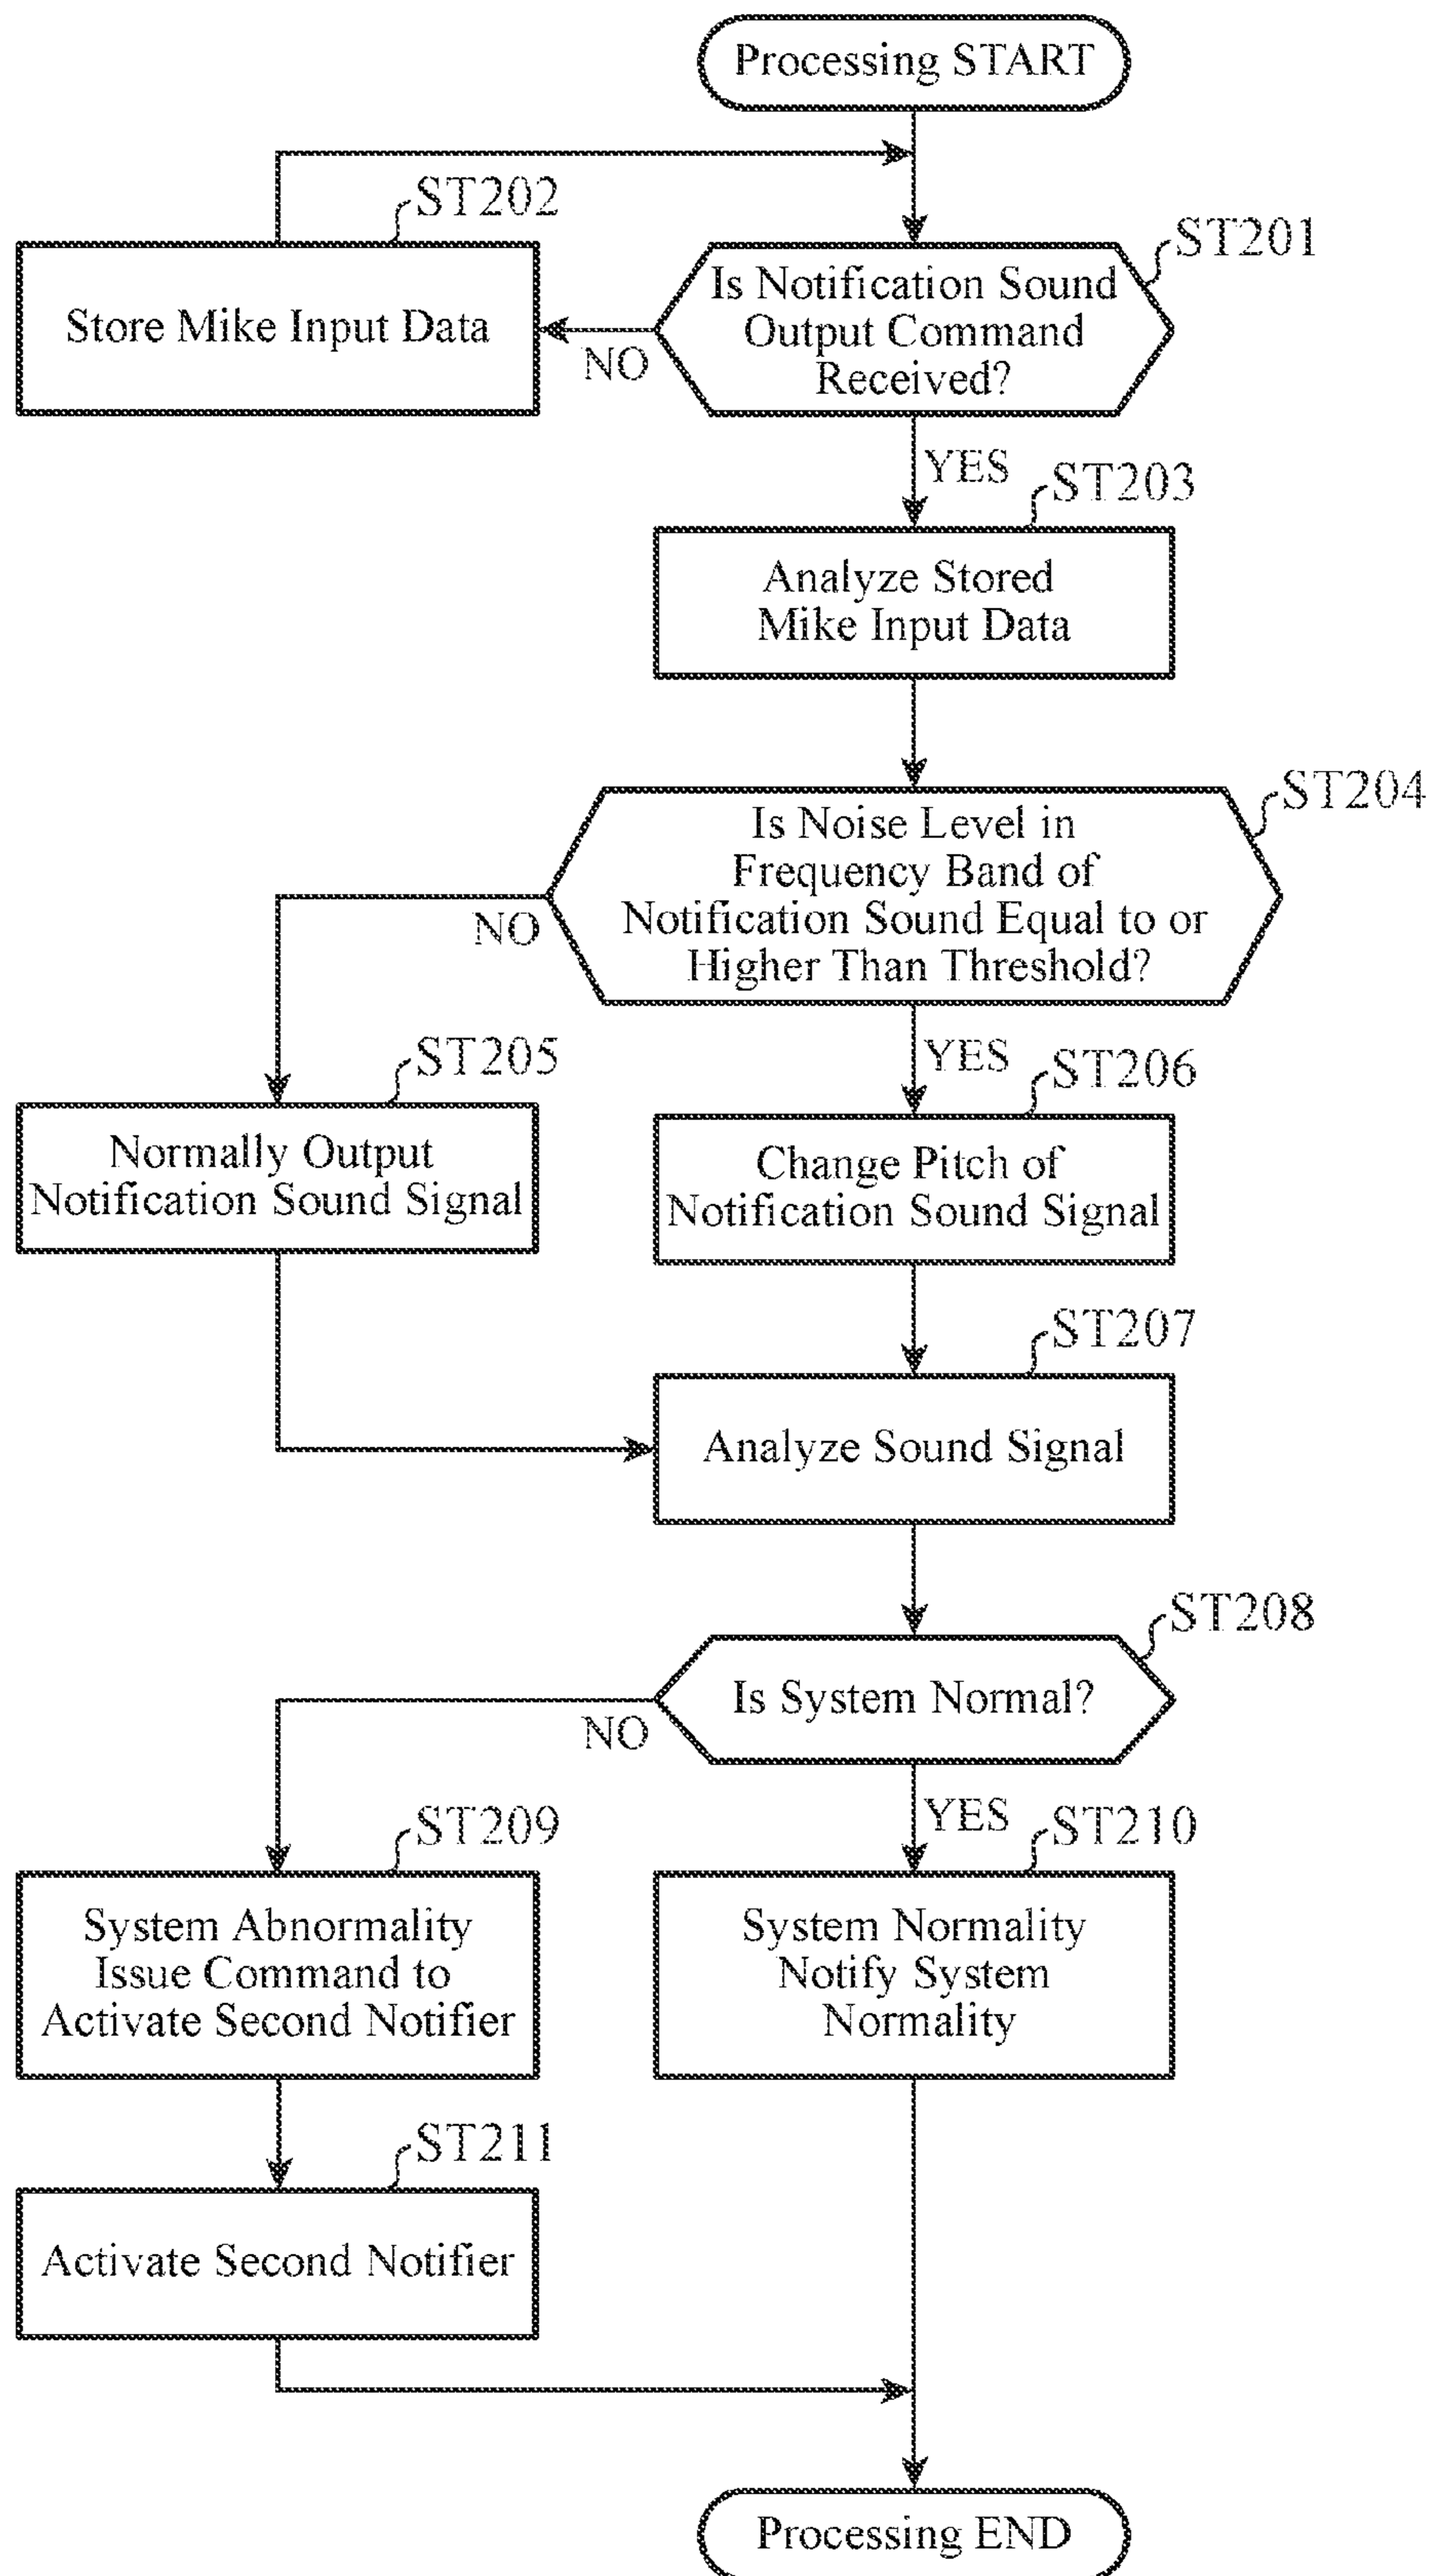 Processing START
ST202
ST201
Store Mike Input Data
Is Notification Sound
Output Command
Received?
NO
YES
ST203
Analyze Stored
Mike Input Data
ST204
Is Noise Level in
Frequency Band of
Notification Sound Equal to or
Higher Than Threshold?
NO
YES
ST205
ST206
Normally Output
Notification Sound Signal
Change Pitch of
Notification Sound Signal
ST207
Analyze Sound Signal
ST208
Is System Normal?
NO
YES
ST209
ST210
System Abnormality
Issue Command to
Activate Second Notifier
System Normality
Notify System
Normality
ST211
Activate Second Notifier
Processing END